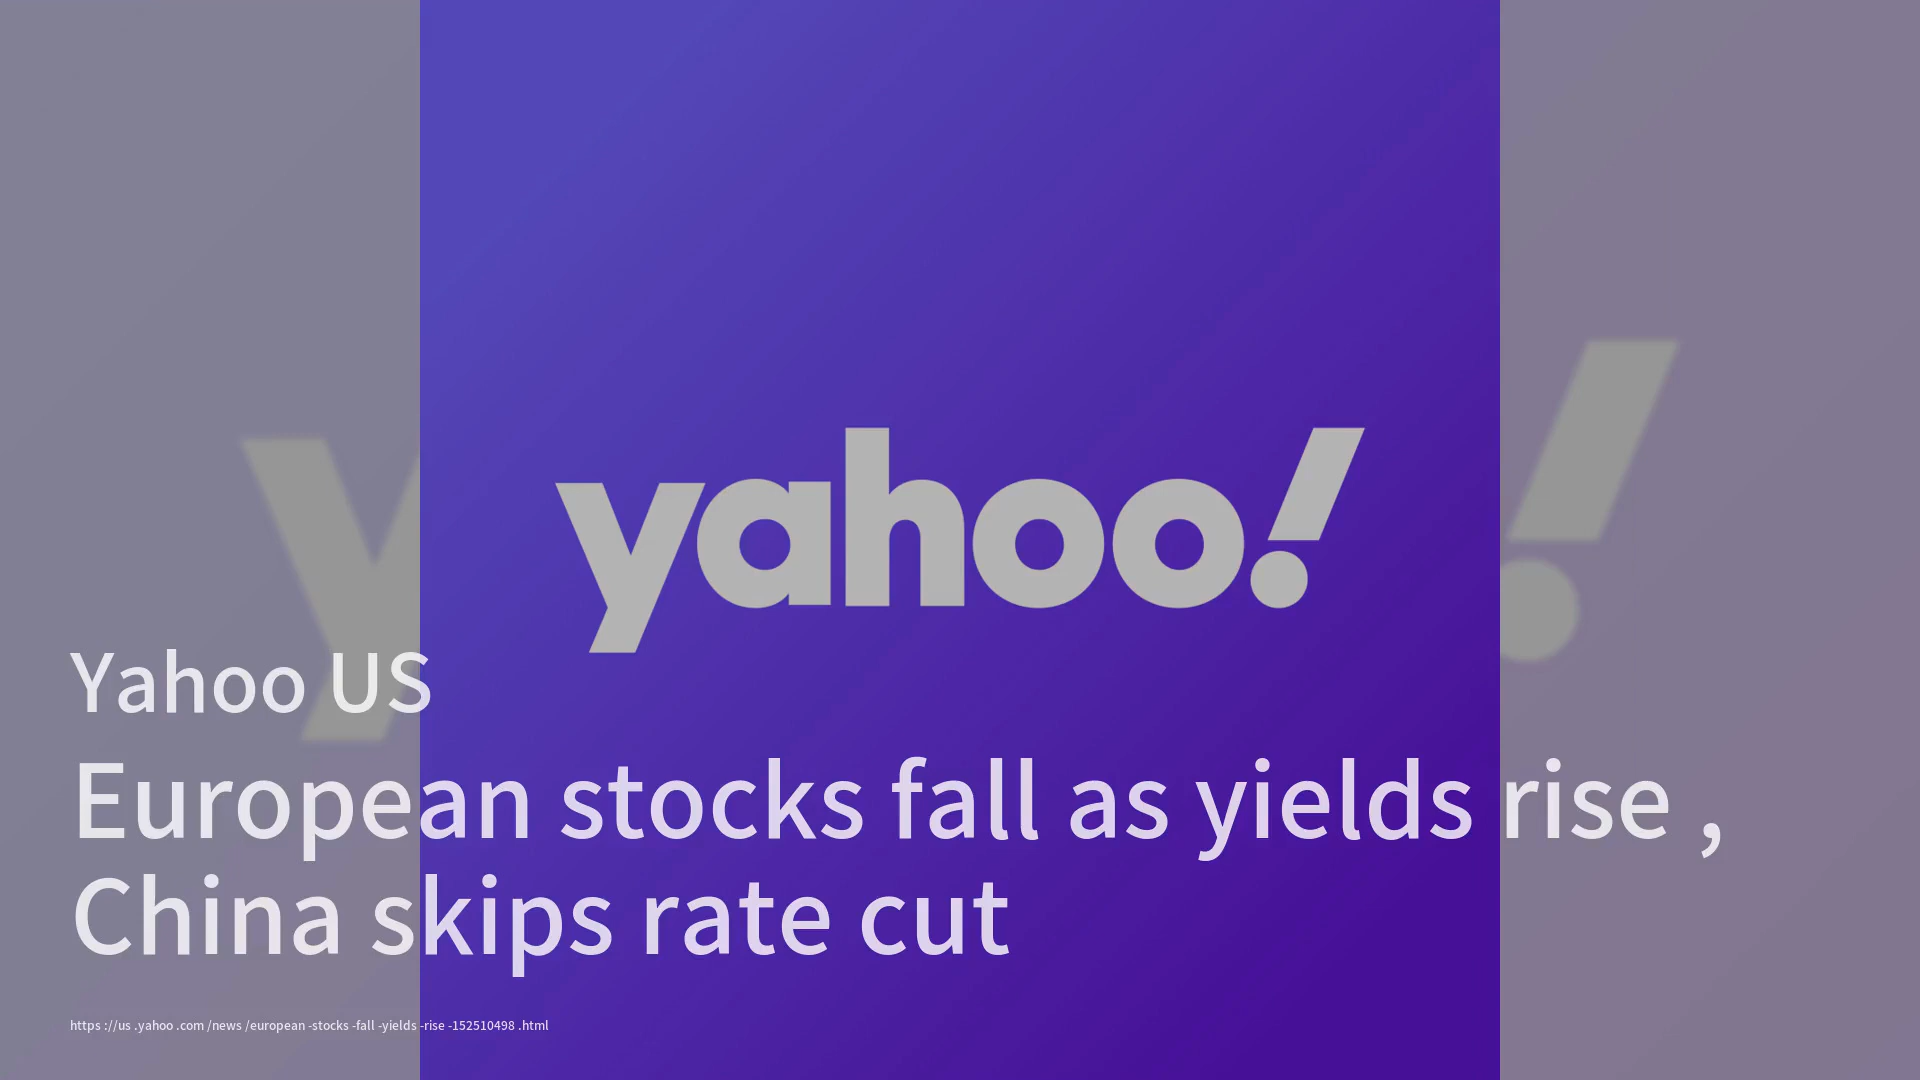 yahoo!
Yahoo US
European stocks fall as yields rise ,
China skips rate cut
https ://us .yahoo .com /news /european -stocks -fall -yields -rise -152510498 .html